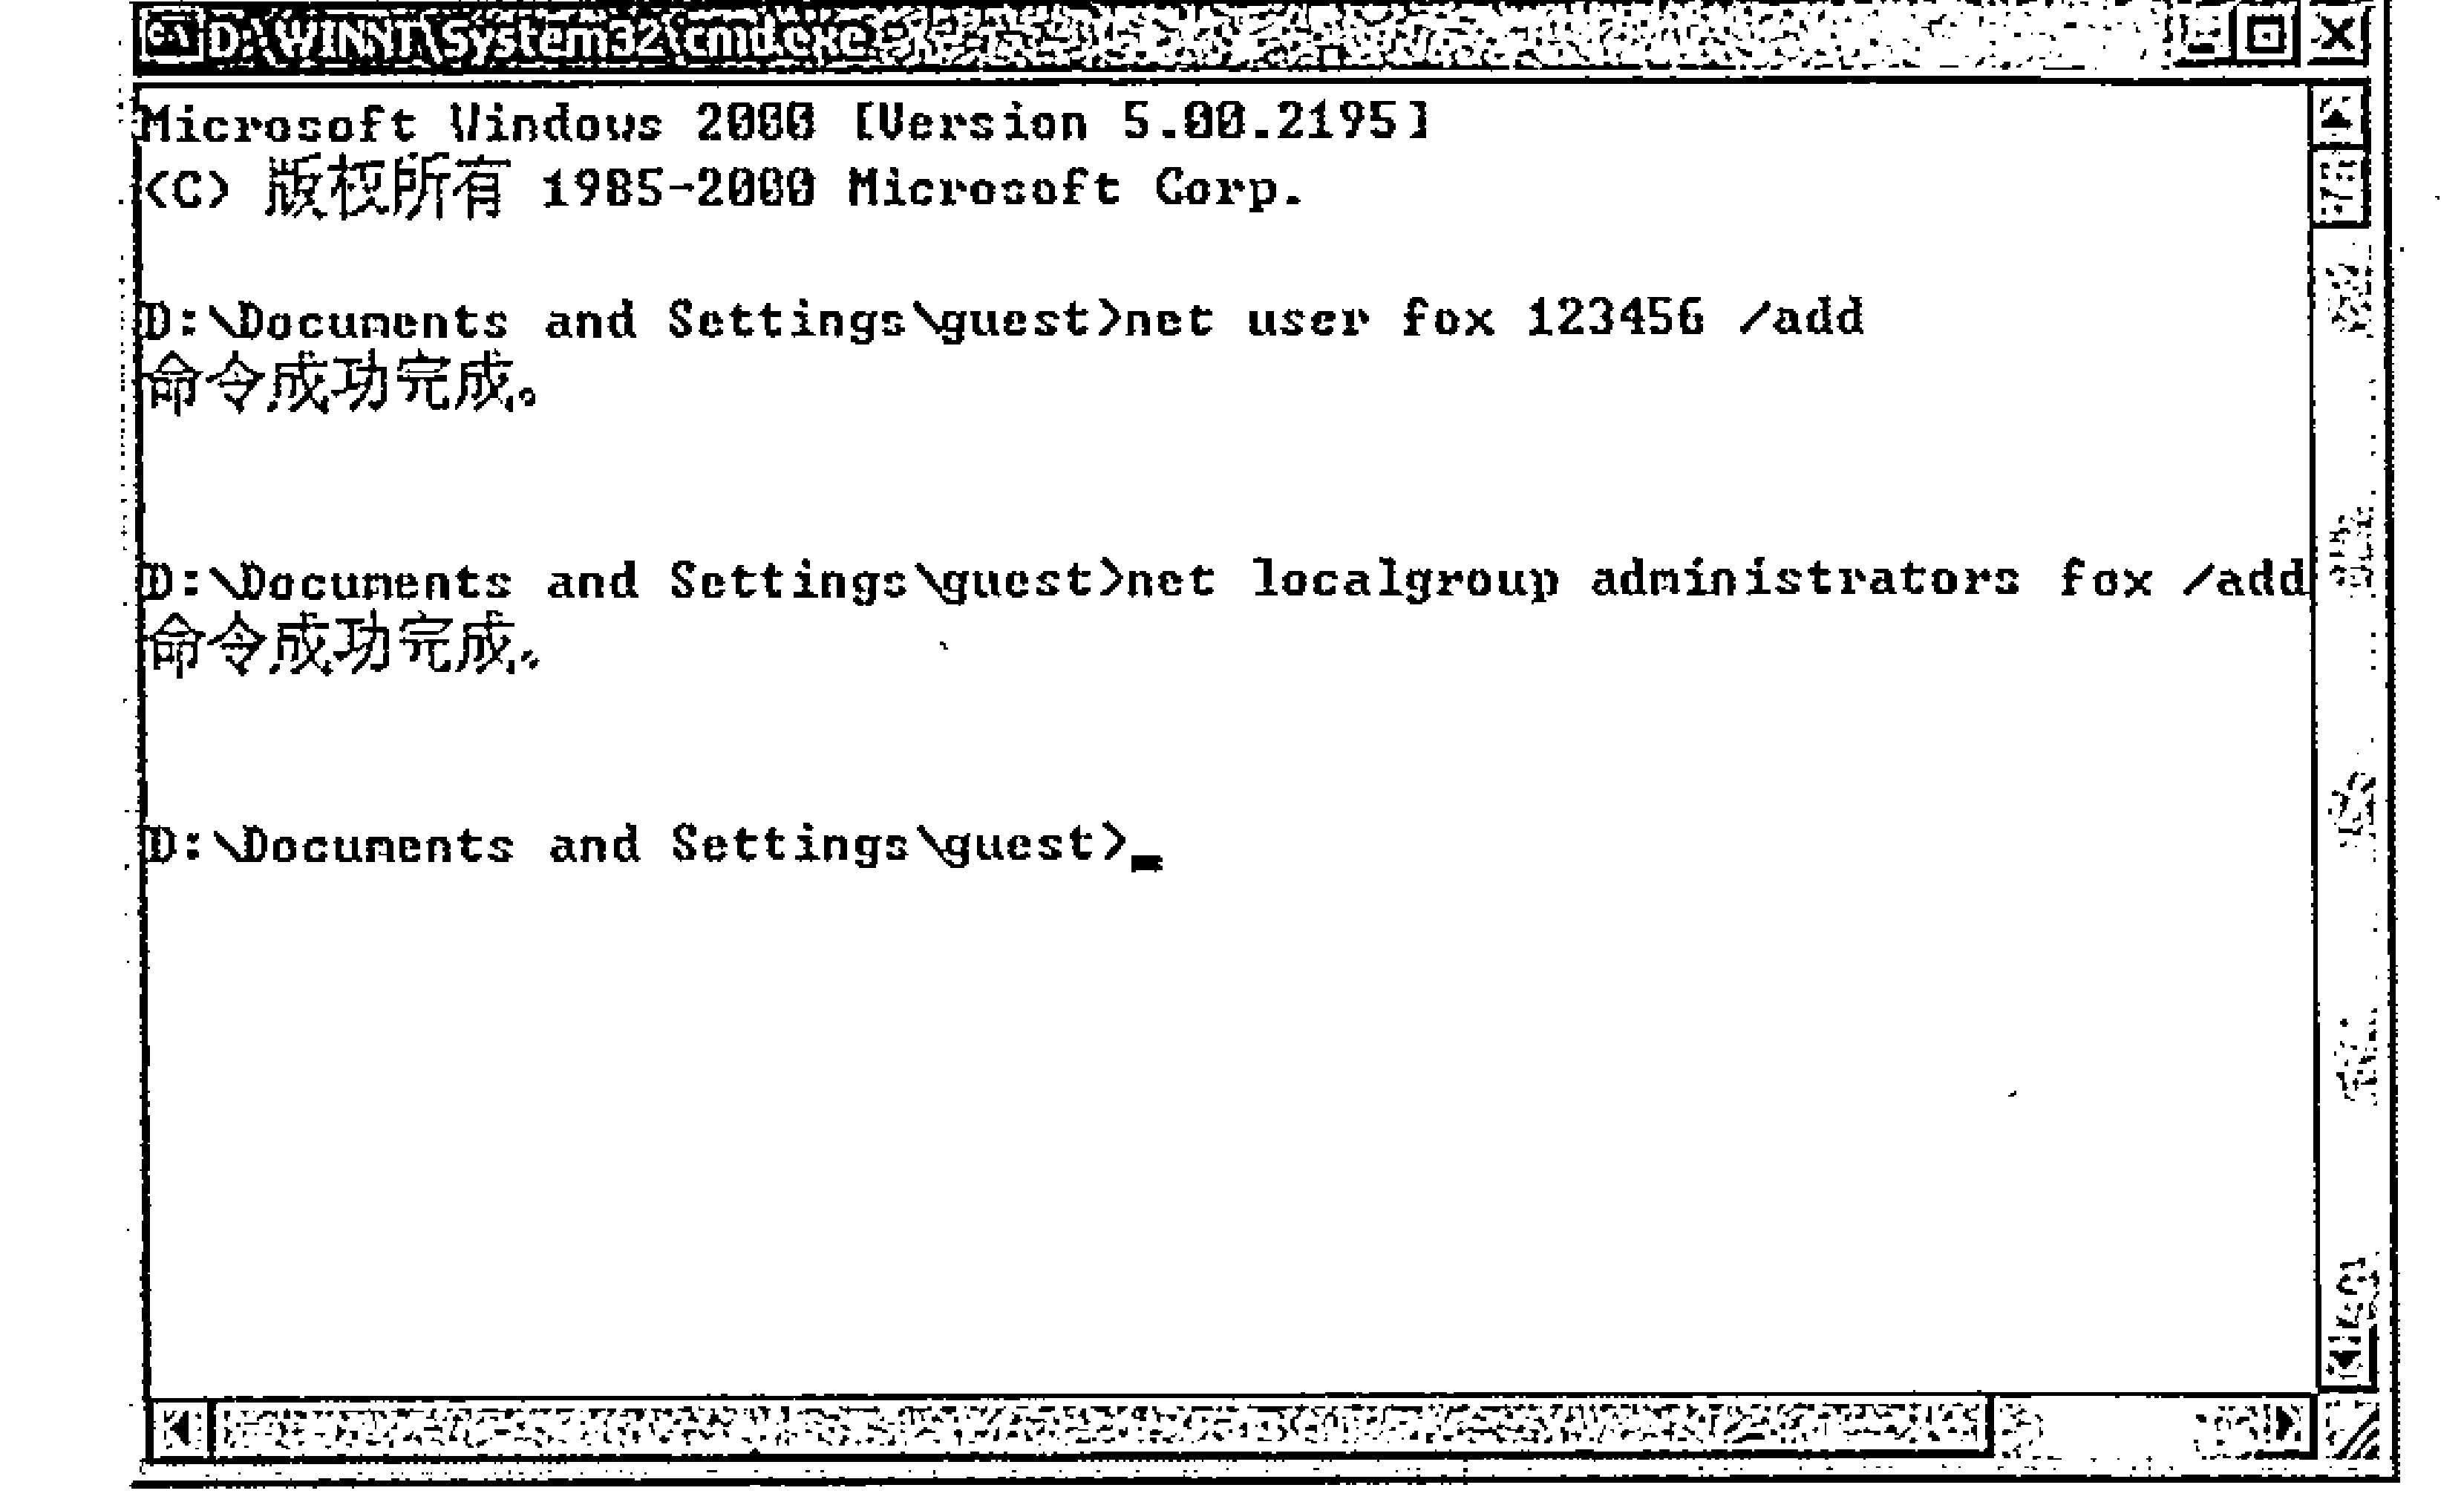 D:\WINNT\System32\cmd.exe
Microsoft Windows 2000 [Version 5.00.2195]
(C) 版权所有 1985-2000 Microsoft Corp.
D:\Documents and Settings\guest>net user fox 123456 /add
命令成功完成。
D:\Documents and Settings\guest>net localgroup administrators fox /add
命令成功完成。
D:\Documents and Settings\guest>_